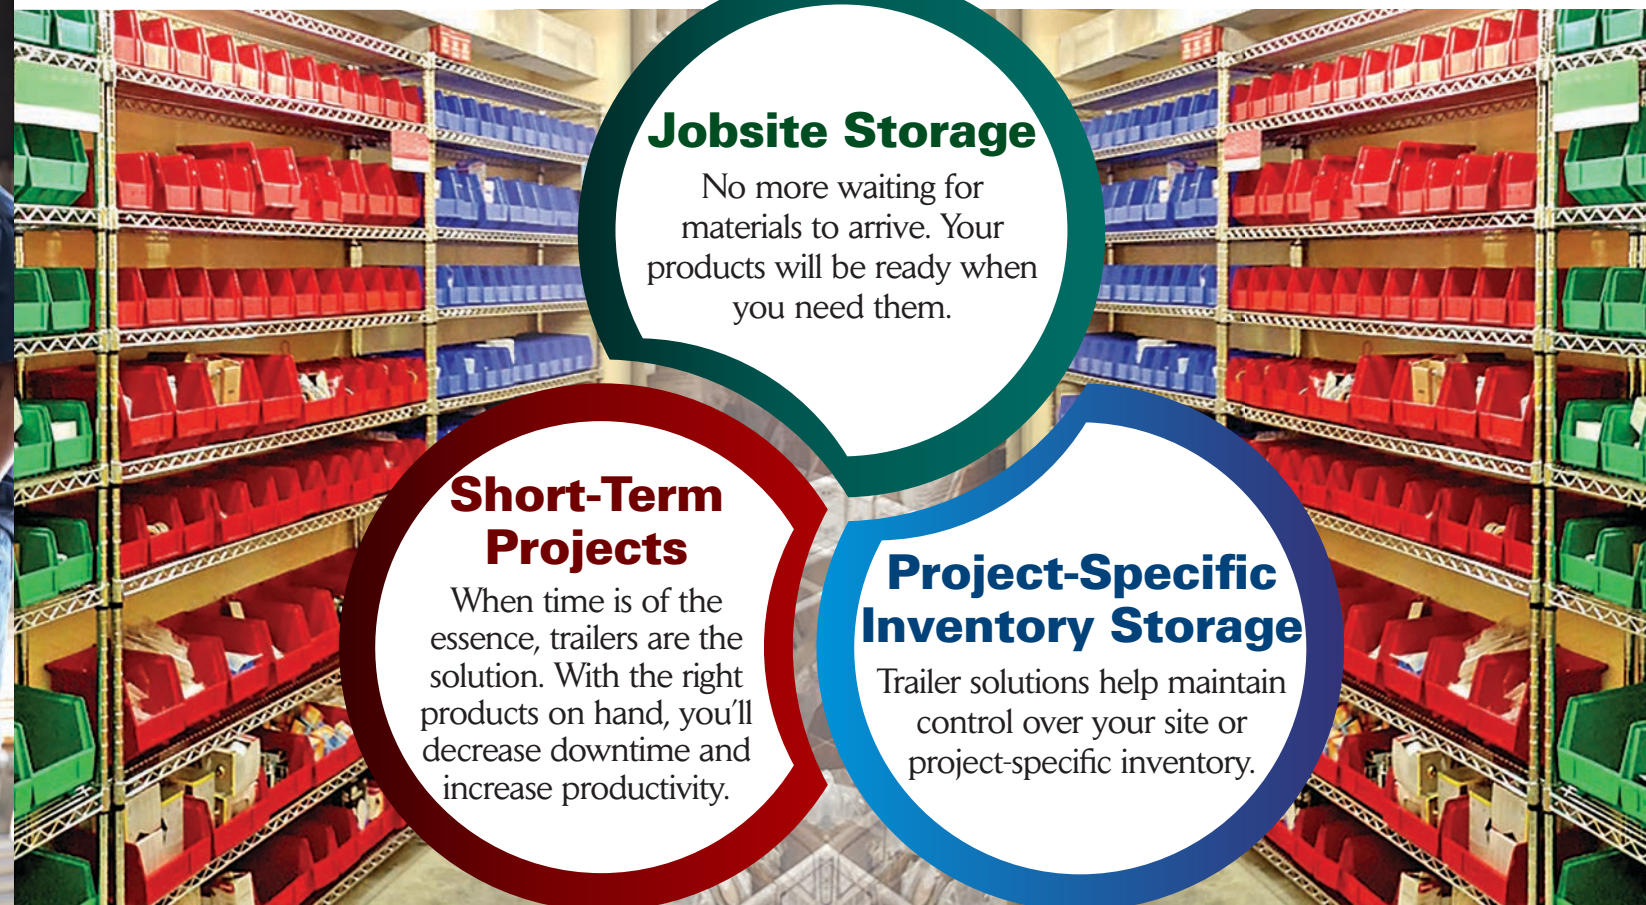 Jobsite Storage
No more waiting for
materials to arrive. Your
products will be ready when
you need them.
Short-Term
Projects
When time is of the
essence, trailers are the
solution. With the right
products on hand, you’ll
decrease downtime and
increase productivity.
Project-Specific
Inventory Storage
Trailer solutions help maintain
control over your site or
project-specific inventory.